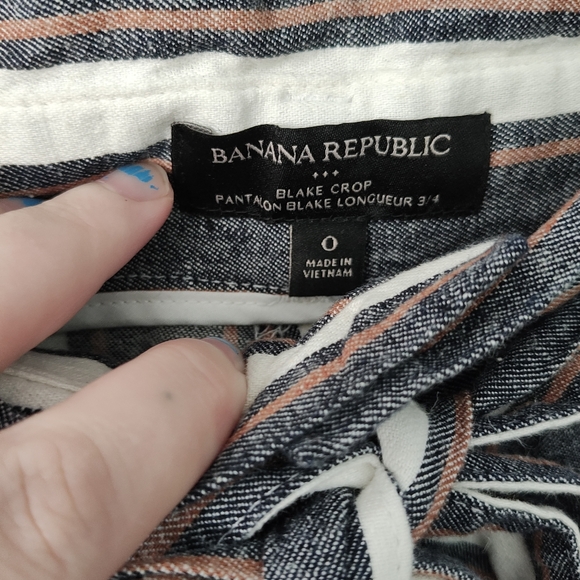 BANANA REPUBLIC
BLAKE CROP
PANTALON BLAKE LONGUEUR 3/4
0
MADE IN
VIETNAM